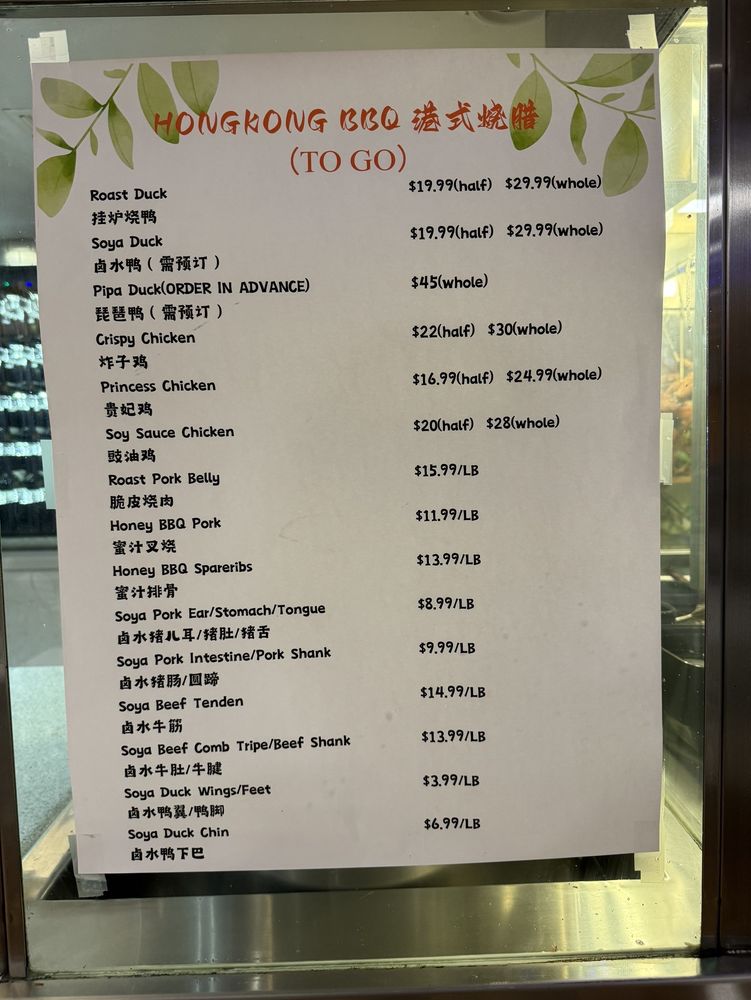 HONGKONG BBQ 港式烧腊
(TO GO)
Roast Duck $19.99(half) $29.99(whole)
挂炉烧鸭
Soya Duck $19.99(half) $29.99(whole)
卤水鸭 ( 需预订 )
Pipa Duck(ORDER IN ADVANCE) $45(whole)
琵琶鸭 ( 需预订 )
Crispy Chicken $22(half) $30(whole)
炸子鸡
Princess Chicken $16.99(half) $24.99(whole)
贵妃鸡
Soy Sauce Chicken $20(half) $28(whole)
豉油鸡
Roast Pork Belly $15.99/LB
脆皮烧肉
Honey BBQ Pork $11.99/LB
蜜汁叉烧
Honey BBQ Spareribs $13.99/LB
蜜汁排骨
Soya Pork Ear/Stomach/Tongue $8.99/LB
卤水猪儿耳/猪肚/猪舌
Soya Pork Intestine/Pork Shank $9.99/LB
卤水猪肠/圆蹄
Soya Beef Tenden $14.99/LB
卤水牛筋
Soya Beef Comb Tripe/Beef Shank $13.99/LB
卤水牛肚/牛腱
Soya Duck Wings/Feet $3.99/LB
卤水鸭翼/鸭脚
Soya Duck Chin $6.99/LB
卤水鸭下巴